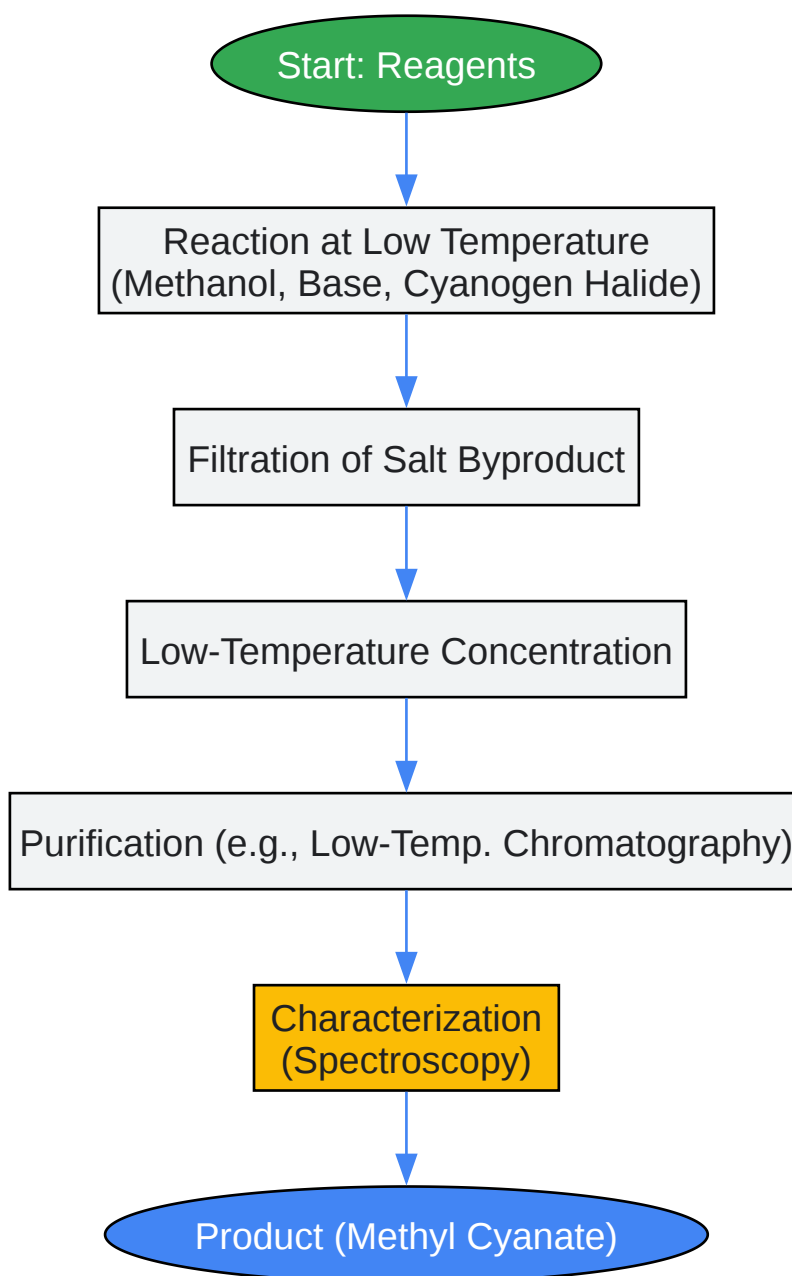 Start: Reagents
Reaction at Low Temperature
(Methanol, Base, Cyanogen Halide)
Filtration of Salt Byproduct
Low-Temperature Concentration
Purification (e.g., Low-Temp. Chromatography)
Characterization
(Spectroscopy)
Product (Methyl Cyanate)